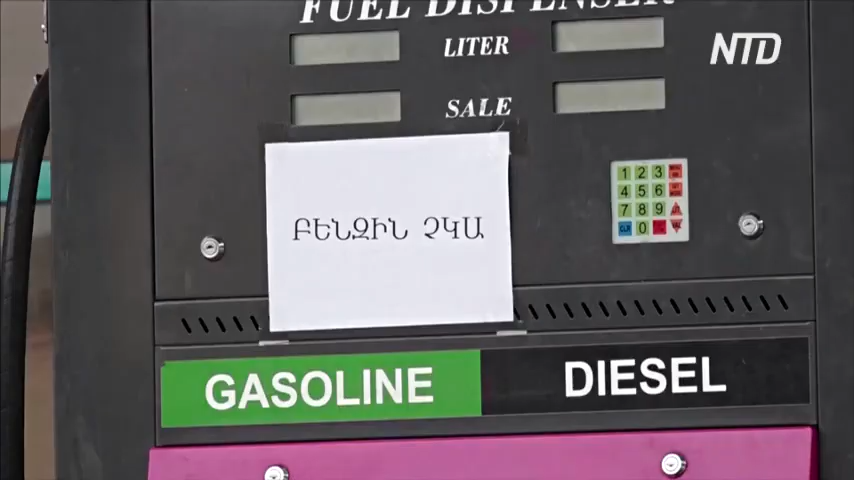 FUEL DISPENSER
LITER
NTD
SALE
ԲԵՆԶԻՆ ՉԿԱ
1 2 3
4 5 6
7 8 9
0
GASOLINE
DIESEL